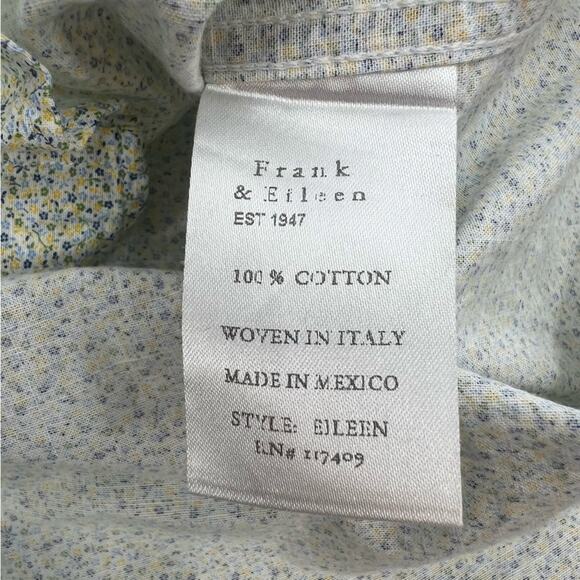 Frank
& Eileen
EST 1947
100 % COTTON
WOVEN IN ITALY
MADE IN MEXICO
STYLE: EILEEN
RN# 117409